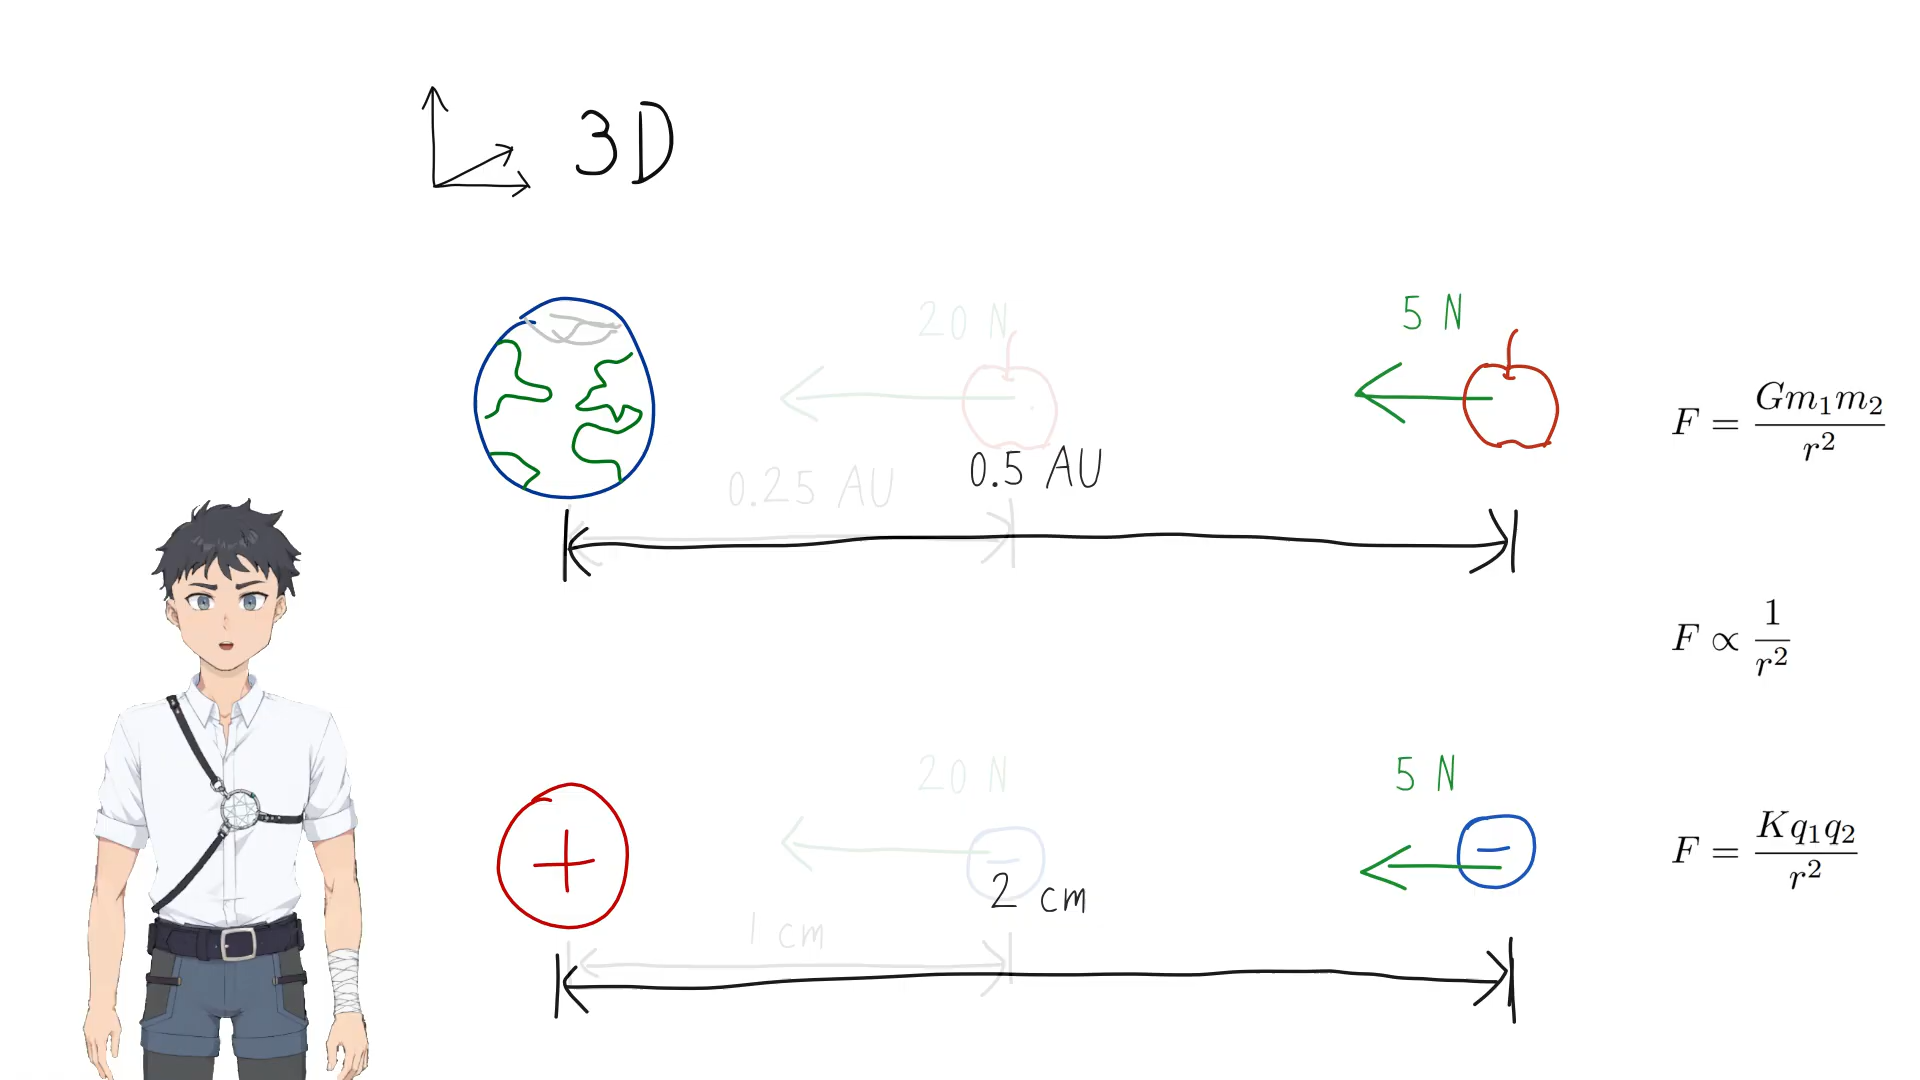 3D
20 N
5 N
0.25 AU
0.5 AU
F = Gm₁m₂ / r²
F ∝ 1 / r²
20 N
5 N
+
-
-
1 cm
2 cm
F = Kq₁q₂ / r²